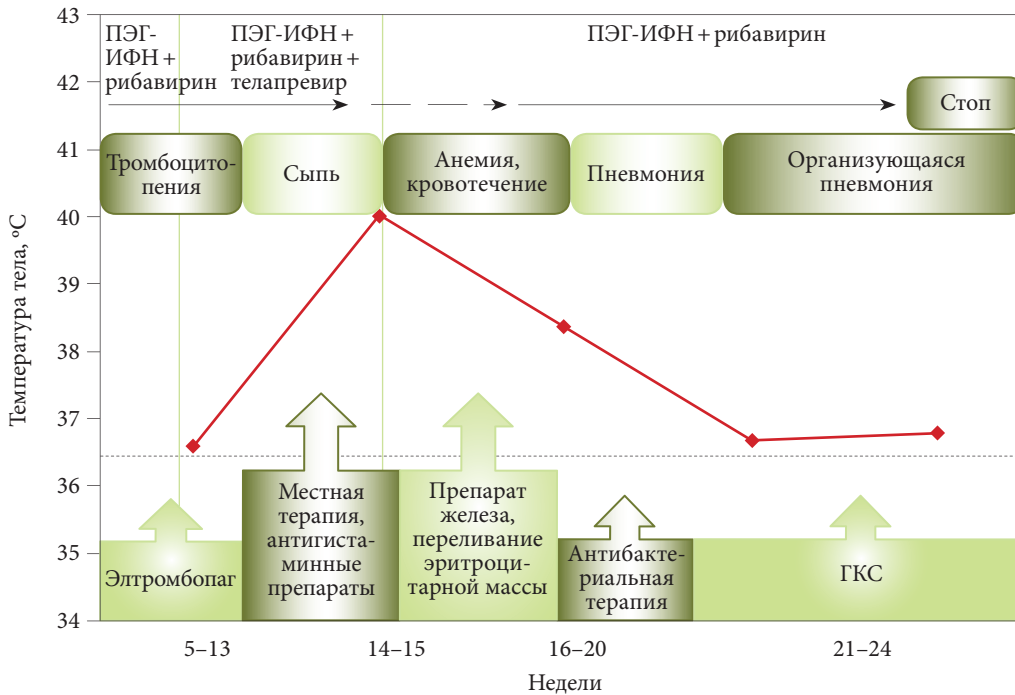 Температура тела, °С
43
42
41
40
39
38
37
36
35
34
ПЭГ-
ИФН +
рибавирин
ПЭГ-ИФН +
рибавирин +
телапревир
ПЭГ-ИФН + рибавирин
Стоп
Тромбоцито-
пения
Сыпь
Анемия,
кровотечение
Пневмония
Организующаяся
пневмония
Элтромбопаг
Местная
терапия,
антигиста-
минные
препараты
Препарат
железа,
переливание
эритроци-
тарной массы
Антибакте-
риальная
терапия
ГКС
5–13
14–15
16–20
21–24
Недели